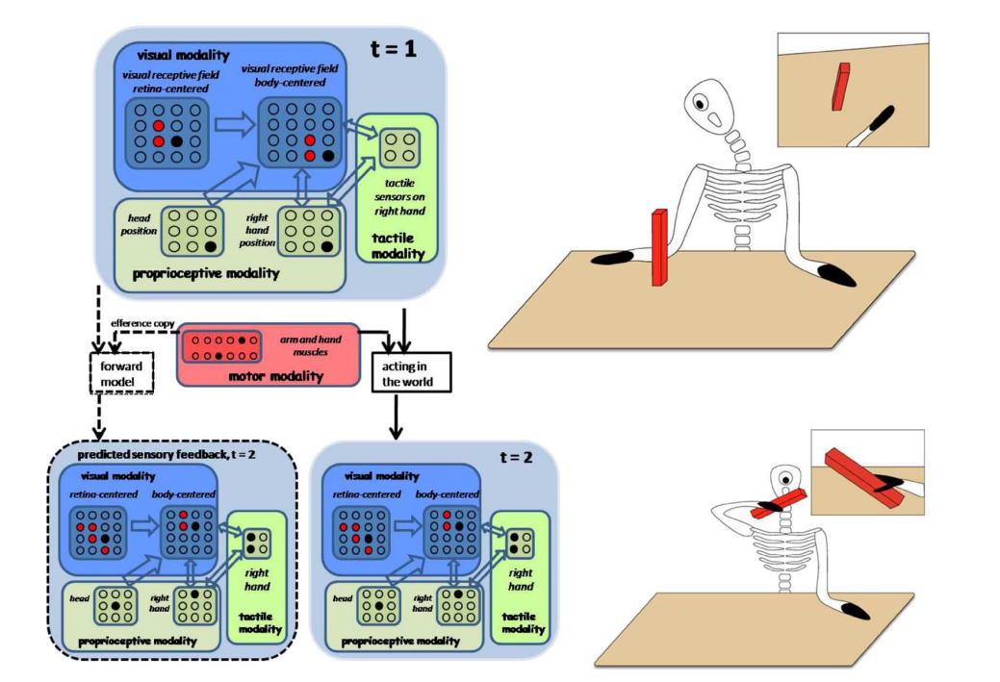 t = 1
visual modality
visual receptive field
retina-centered
visual receptive field
body-centered
tactile
sensors on
right hand
tactile
modality
head
position
right
hand
position
proprioceptive modality
efference copy
arm and hand
muscles
motor modality
forward
model
acting in
the world
predicted sensory feedback, t = 2
visual modality
retina-centered
body-centered
right
hand
head
right
hand
tactile
modality
proprioceptive modality
t = 2
visual modality
retina-centered
body-centered
right
hand
head
right
hand
tactile
modality
proprioceptive modality